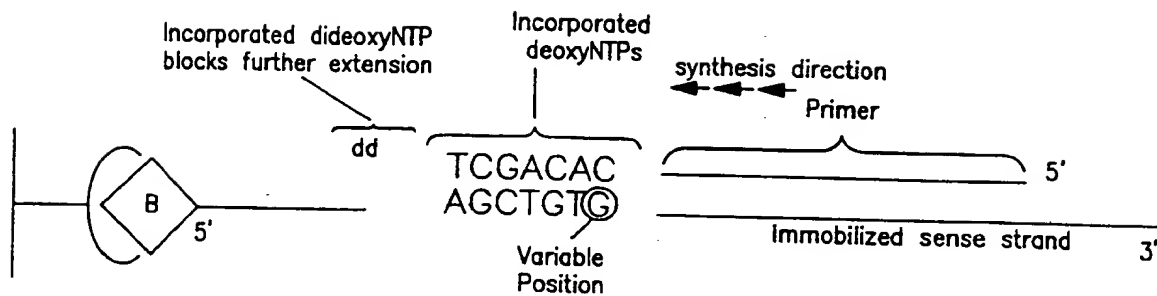 Incorporated dideoxyNTP
blocks further extension
Incorporated
deoxyNTPs
synthesis direction
Primer
dd
TCGACAC
5'
B
5'
AGCTGTG
Variable
Position
Immobilized sense strand
3'